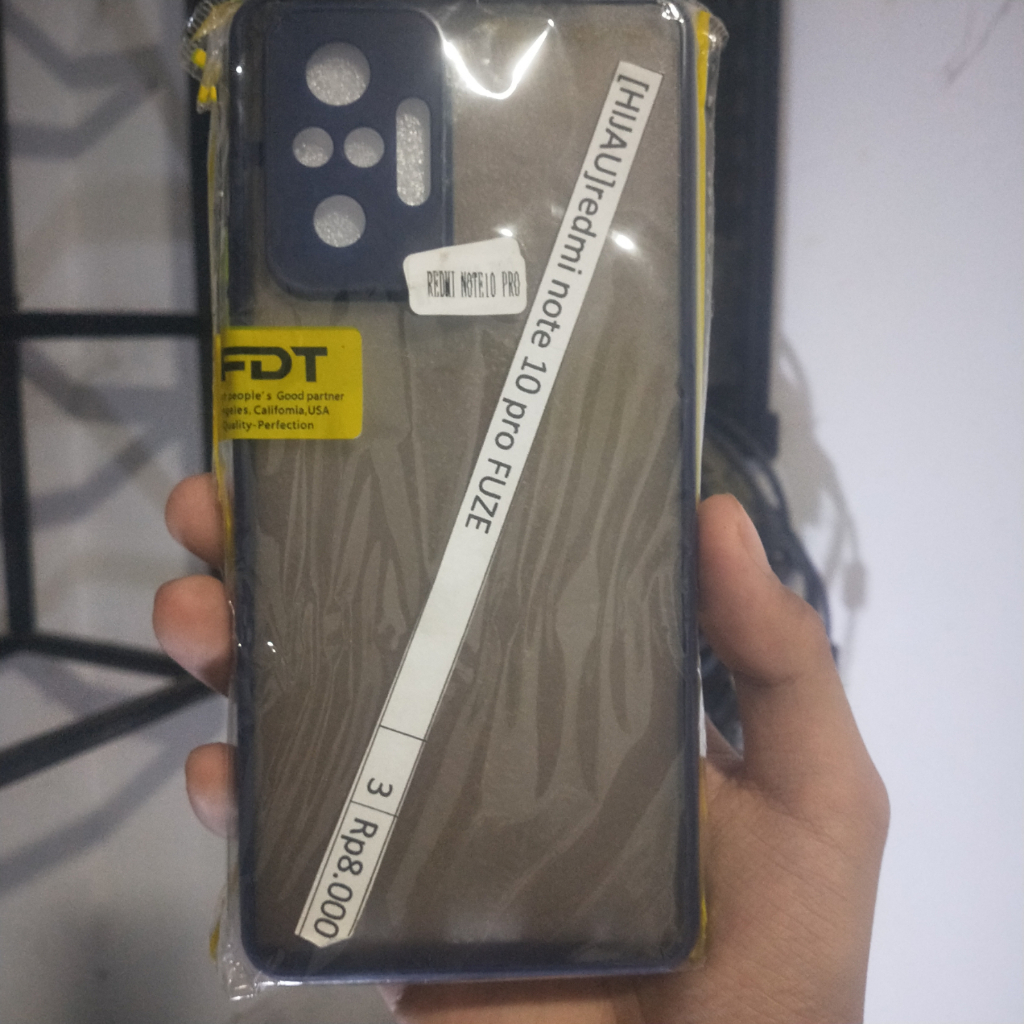 [HIJAU]redmi note 10 pro FUZE
3
Rp8.000
REDMI NOTE10 PRO
FDT
people's Good partner
geles, California,USA
Quality-Perfection